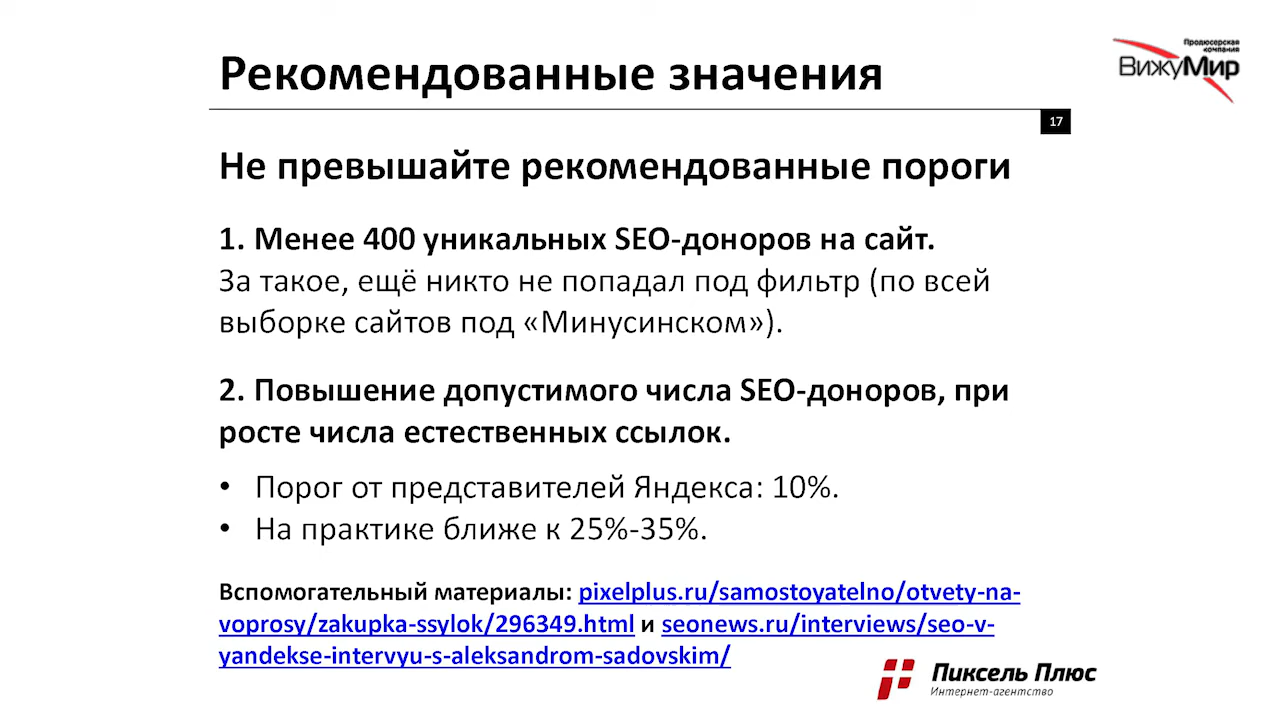 Рекомендованные значения
Продюсерская
компания
ВижуМир
17
Не превышайте рекомендованные пороги
1. Менее 400 уникальных SEO-доноров на сайт.
За такое, ещё никто не попадал под фильтр (по всей
выборке сайтов под «Минусинском»).
2. Повышение допустимого числа SEO-доноров, при
росте числа естественных ссылок.
• Порог от представителей Яндекса: 10%.
• На практике ближе к 25%-35%.
Вспомогательный материалы: pixelplus.ru/samostoyatelno/otvety-na-
voprosy/zakupka-ssylok/296349.html и seonews.ru/interviews/seo-v-
yandekse-intervyu-s-aleksandrom-sadovskim/
Пиксель Плюс
Интернет-агентство